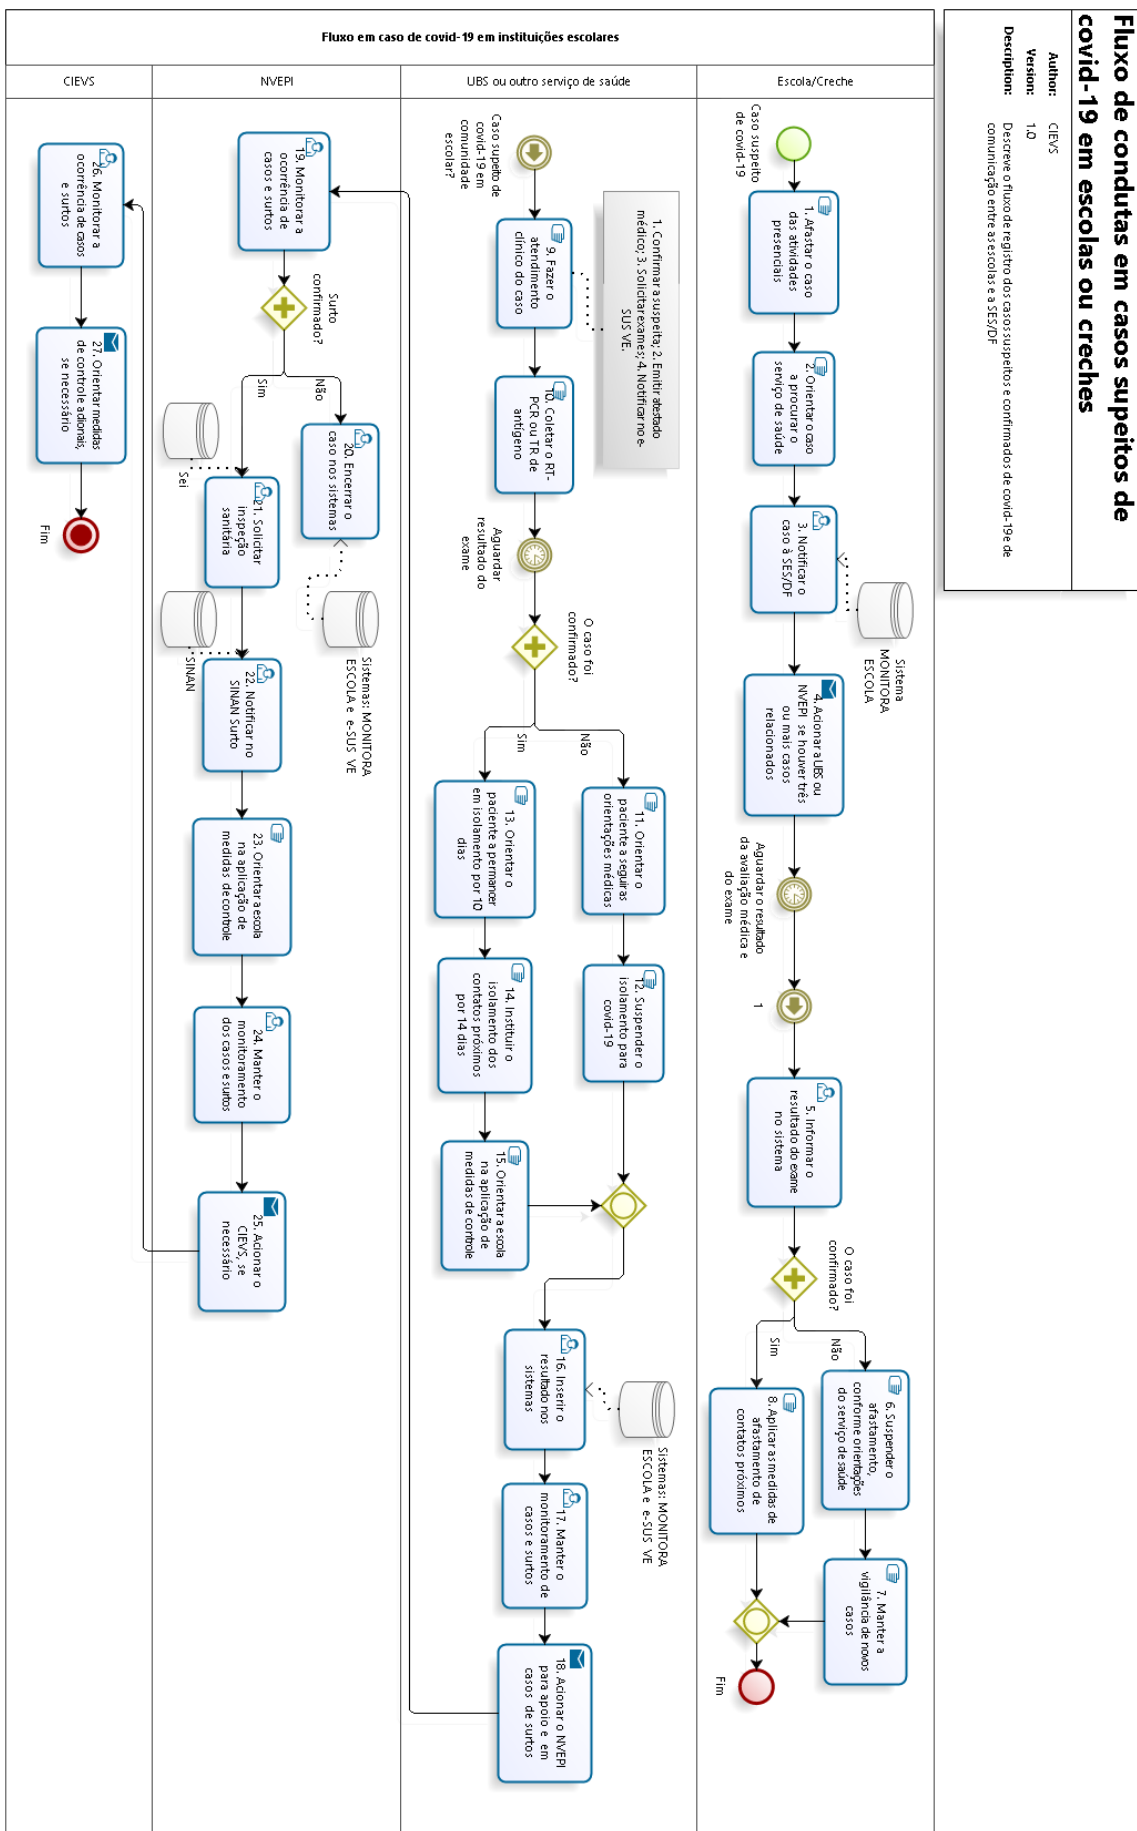 Fluxo de condutas em casos supeitos de
covid-19 em escolas ou creches
Author: CIEVS
Version: 1.0
Description: Descreve o fluxo de registro dos casos suspeitos e confirmados de covid-19 e de
comunicação entre as escolas e a SES/DF
Fluxo em caso de covid-19 em instituições escolares
Escola/Creche
Caso suspeito
de covid-19
1. Afastar o caso
das atividades
presenciais
2. Orientar o caso
a procurar o
serviço de saúde
3. Notificar o
caso à SES/DF
Sistema
MONITORA
ESCOLA
4. Acionar a UBS ou
NVEPI se houver três
ou mais casos
relacionados
Aguardar o resultado
da avaliação médica e
do exame
1
5. Informar o
resultado do exame
no sistema
O caso foi
confirmado?
Não
Sim
6. Suspender o
afastamento,
conforme orientações
do serviço de saúde
7. Manter a
vigilância de novos
casos
8. Aplicar as medidas de
afastamento de
contatos próximos
Fim
UBS ou outro serviço de saúde
Caso supeito de
covid-19 em
comunidade
escolar?
1. Confirmar a suspeita; 2. Emitir atestado
médico; 3. Solicitar exames; 4. Notificar no e-
SUS VE.
9. Fazer o
atendimento
clínico do caso
10. Coletar o RT-
PCR ou TR de
antígeno
Aguardar
resultado do
exame
O caso foi
confirmado?
Não
Sim
11. Orientar o
paciente a seguir as
orientações médicas
12. Suspender o
isolamento para
covid-19
13. Orientar o
paciente a permancer
em isolamento por 10
dias
14. Instituir o
isolamento dos
contatos próximos
por 14 dias
15. Orientar a escola
na aplicação de
medidas de controle
16. Inserir o
resultado nos
sistemas
Sistemas: MONITORA
ESCOLA e e-SUS VE
17. Manter o
monitoramento de
casos e surtos
18. Acionar o NVEPI
para apoio e em
casos de surtos
NVEPI
19. Monitorar a
ocorrência de
casos e surtos
Surto
confirmado?
Não
Sim
20. Encerrar o
caso nos sistemas
Sistemas: MONITORA
ESCOLA e e-SUS VE
Sei
21. Solicitar
inspeção
sanitária
SINAN
22. Notificar no
SINAN Surto
23. Orientar a escola
na aplicação de
medidas de controle
24. Manter o
monitoramento
dos casos e surtos
25. Acionar o
CIEVS, se
necessário
CIEVS
26. Monitorar a
ocorrência de casos
e surtos
27. Orientar medidas
de controle adionais,
se necessário
Fim